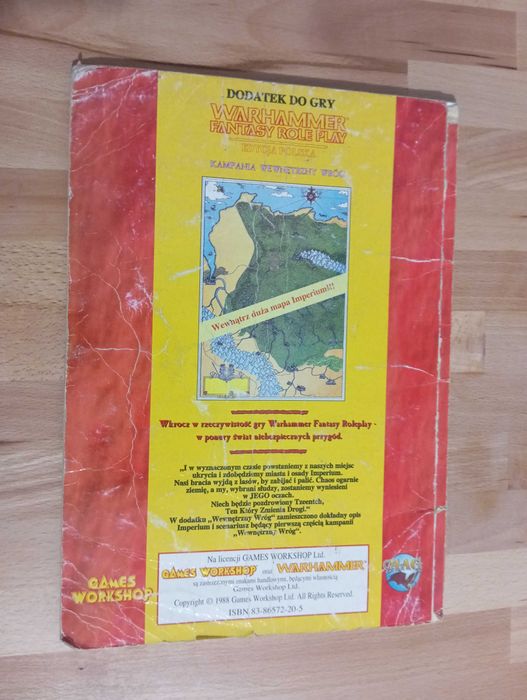 DODATEK DO GRY
WARHAMMER
FANTASY ROLE PLAY
EDYCJA POLSKA
KAMPANIA WEWNĘTRZNY WRÓG
Wewnątrz duża mapa Imperium!!!
Wkrocz w rzeczywistość gry Warhammer Fantasy Roleplay -
w ponury świat niebezpiecznych przygód.
„I w wyznaczonym czasie powstaniemy z naszych miejsc
ukrycia i zdobędziemy miasta i osady Imperium.
Nasi bracia wyjdą z lasów, by zabijać i palić. Chaos ogarnie
ziemię, a my, wybrani słudzy, zostaniemy wyniesieni
w JEGO oczach.
Niech będzie pozdrowiony Tzeentch,
Ten Który Zmienia Drogi."
W dodatku „Wewnętrzny Wróg" zamieszczono dokładny opis
Imperium i scenariusz będący pierwszą częścią kampanii
„Wewnętrzny Wróg".
Na licencji GAMES WORKSHOP Ltd.
GAMES WORKSHOP oraz WARHAMMER
są zastrzeżonymi znakami handlowymi, będącymi własnością
Games Workshop Ltd.
Copyright © 1988 Games Workshop Ltd. All Rights Reserved.
ISBN 83-86572-20-5
GAMES
WORKSHOP